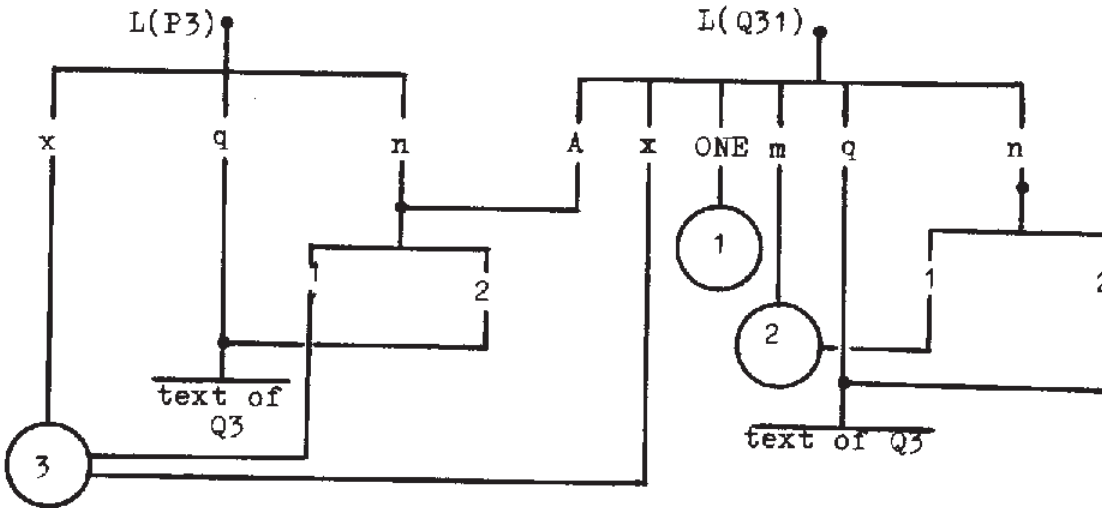 L(P3) L(Q31)
x q n A x ONE m q n
1 1
2 2
1 2
text of Q3
text of Q3
3